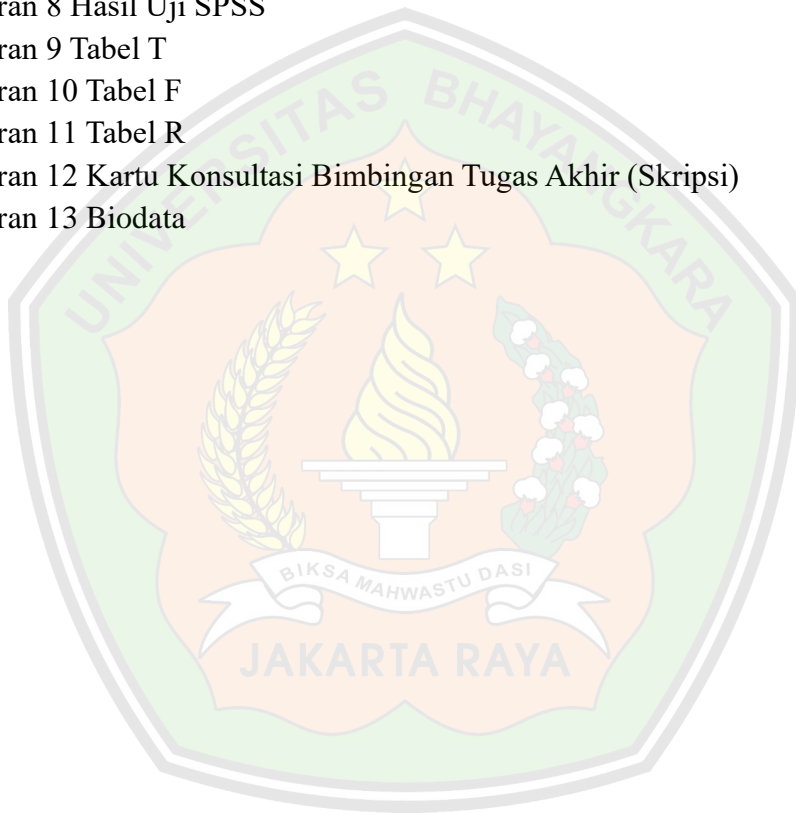 ran 8 Hasil Uji SPSS
ran 9 Tabel T
ran 10 Tabel F
ran 11 Tabel R
ran 12 Kartu Konsultasi Bimbingan Tugas Akhir (Skripsi)
ran 13 Biodata
UNIVERSITAS BHAYANGKARA
BIKSA MAHWASTU DASI
JAKARTA RAYA